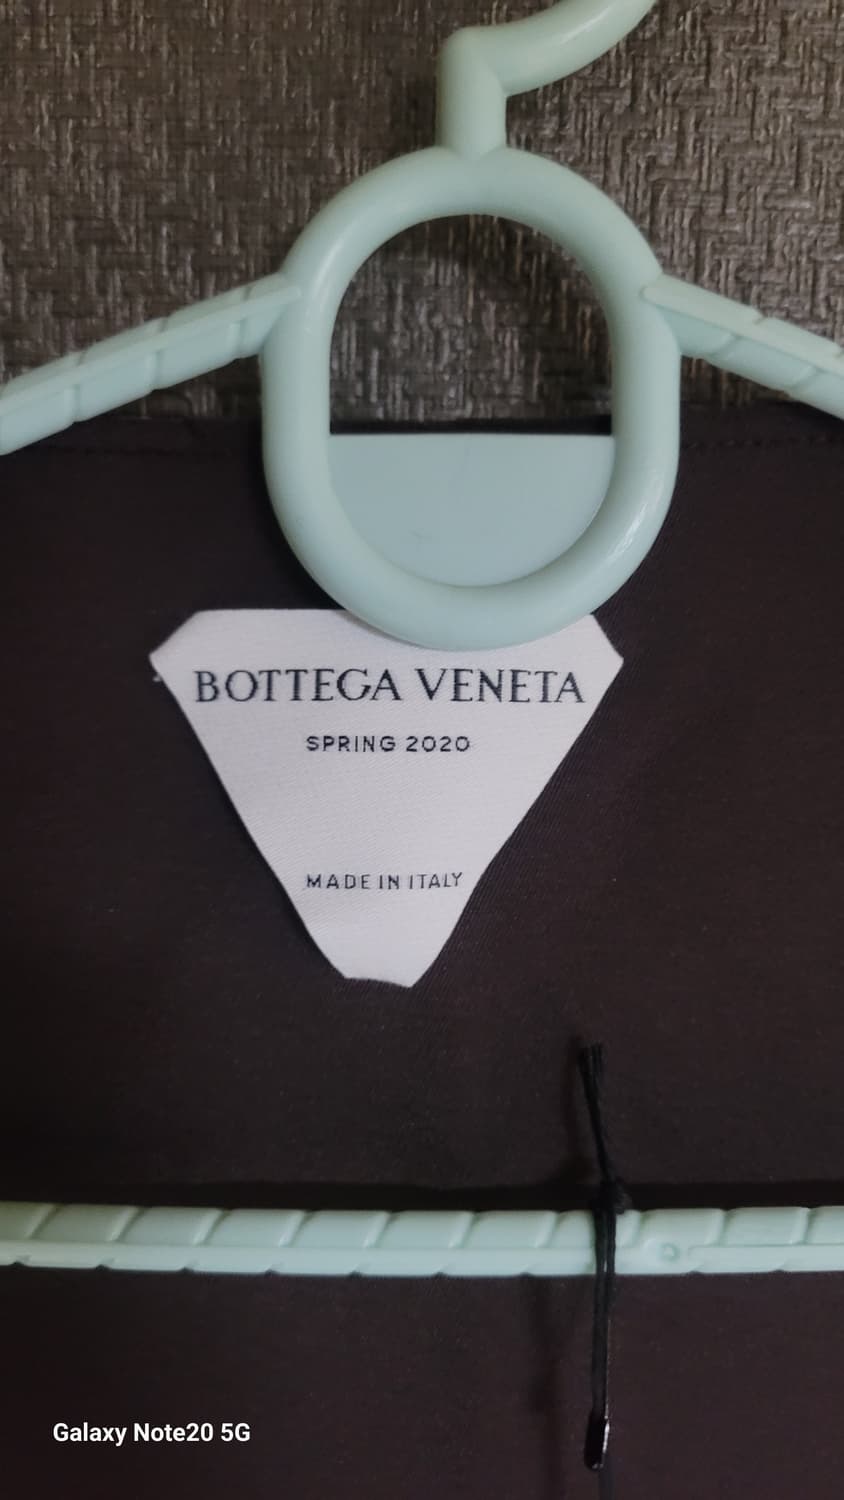 BOTTEGA VENETA
SPRING 2020
MADE IN ITALY
Galaxy Note20 5G